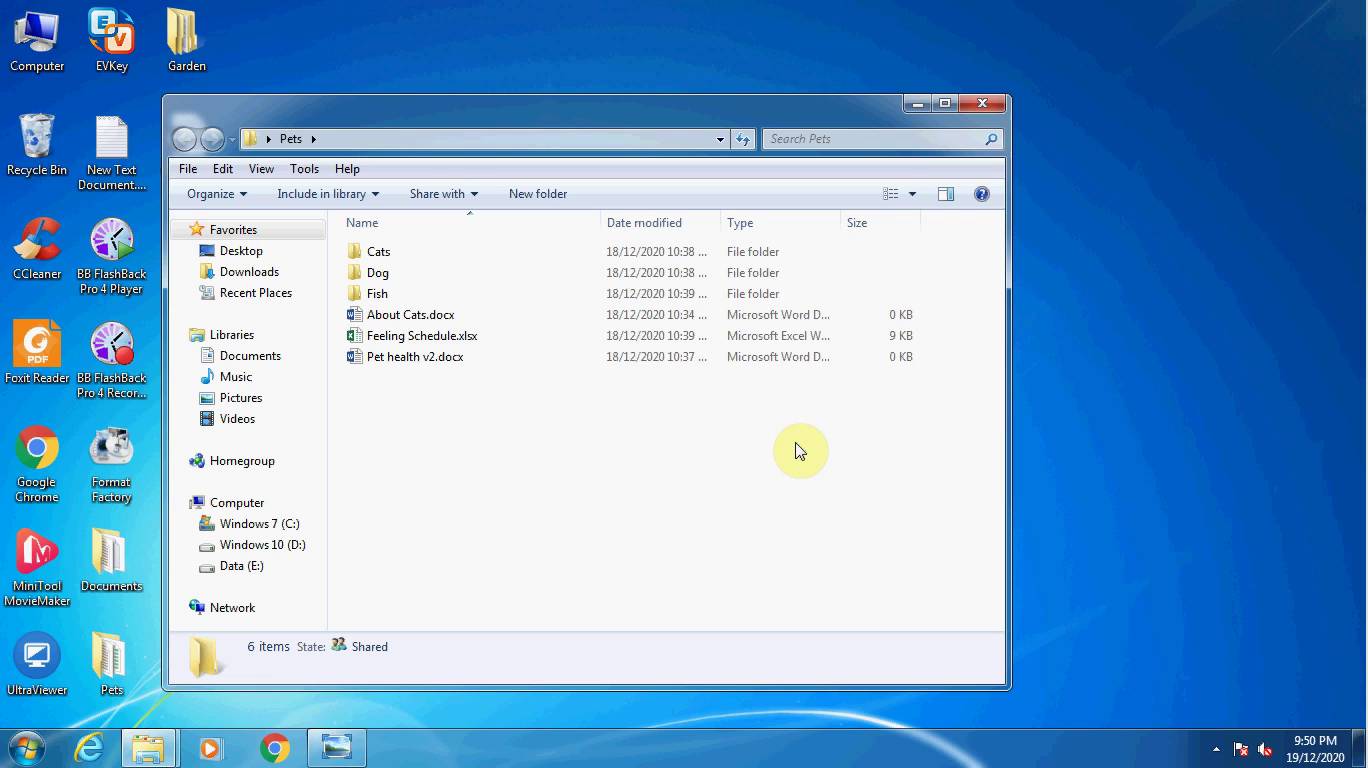 Computer
EVKey
Garden
Recycle Bin
New Text
Document....
CCleaner
BB FlashBack
Pro 4 Player
Foxit Reader
PDF
BB FlashBack
Pro 4 Recor...
Google
Chrome
Format
Factory
MiniTool
MovieMaker
Documents
UltraViewer
Pets
Pets
Search Pets
File Edit View Tools Help
Organize Include in library Share with New folder
Name Date modified Type Size
Cats 18/12/2020 10:38 ... File folder
Dog 18/12/2020 10:38 ... File folder
Fish 18/12/2020 10:39 ... File folder
About Cats.docx 18/12/2020 10:34 ... Microsoft Word D... 0 KB
Feeling Schedule.xlsx 18/12/2020 10:39 ... Microsoft Excel W... 9 KB
Pet health v2.docx 18/12/2020 10:37 ... Microsoft Word D... 0 KB
Favorites
Desktop
Downloads
Recent Places
Libraries
Documents
Music
Pictures
Videos
Homegroup
Computer
Windows 7 (C:)
Windows 10 (D:)
Data (E:)
Network
6 items State: Shared
9:50 PM
19/12/2020